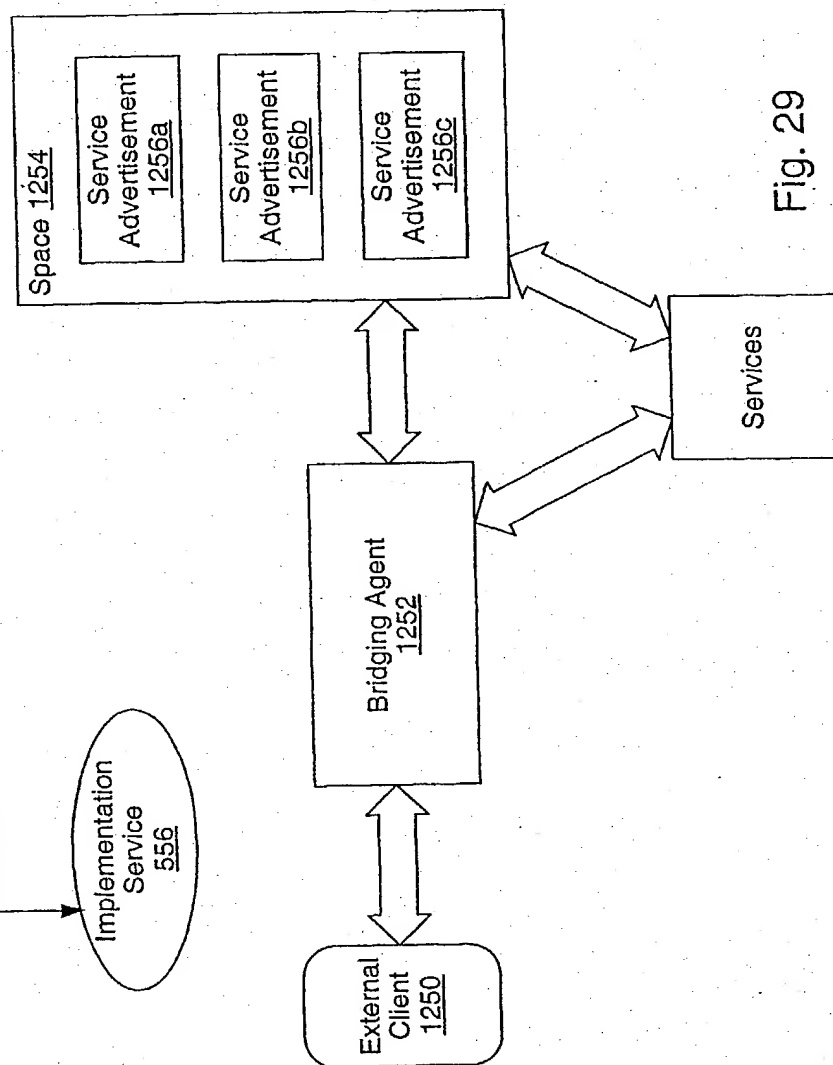 Implementation
Service
556
External
Client
1250
Bridging Agent
1252
Space 1254
Service
Advertisement
1256a
Service
Advertisement
1256b
Service
Advertisement
1256c
Services
Fig. 29